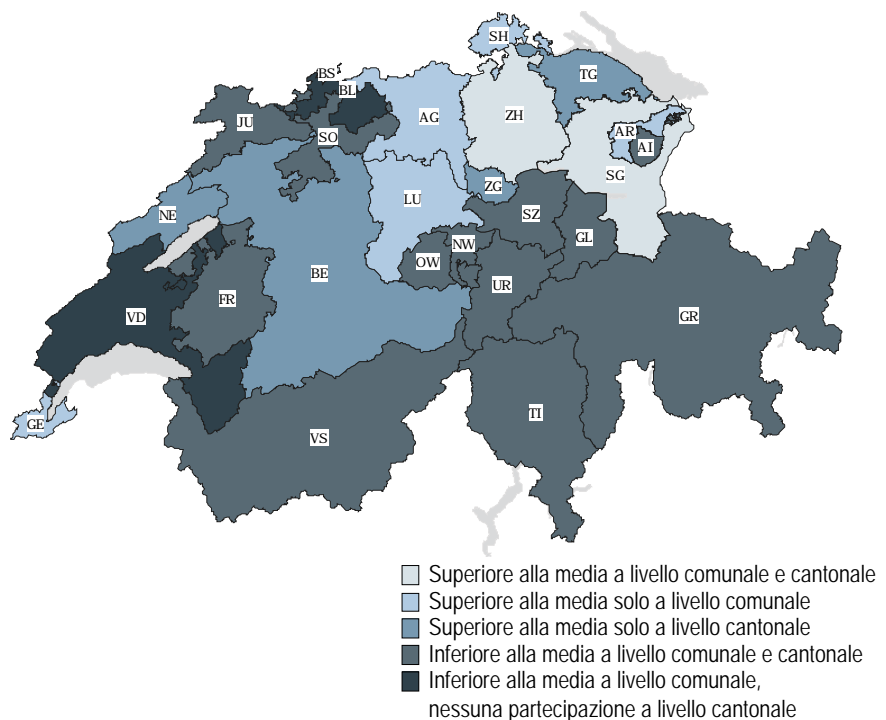 SH
BS
BL
TG
JU
AG
ZH
SO
AR
AI
SG
ZG
LU
NE
SZ
NW
GL
OW
BE
UR
FR
VD
GR
TI
GE
VS
Superiore alla media a livello comunale e cantonale
Superiore alla media solo a livello comunale
Superiore alla media solo a livello cantonale
Inferiore alla media a livello comunale e cantonale
Inferiore alla media a livello comunale,
nessuna partecipazione a livello cantonale